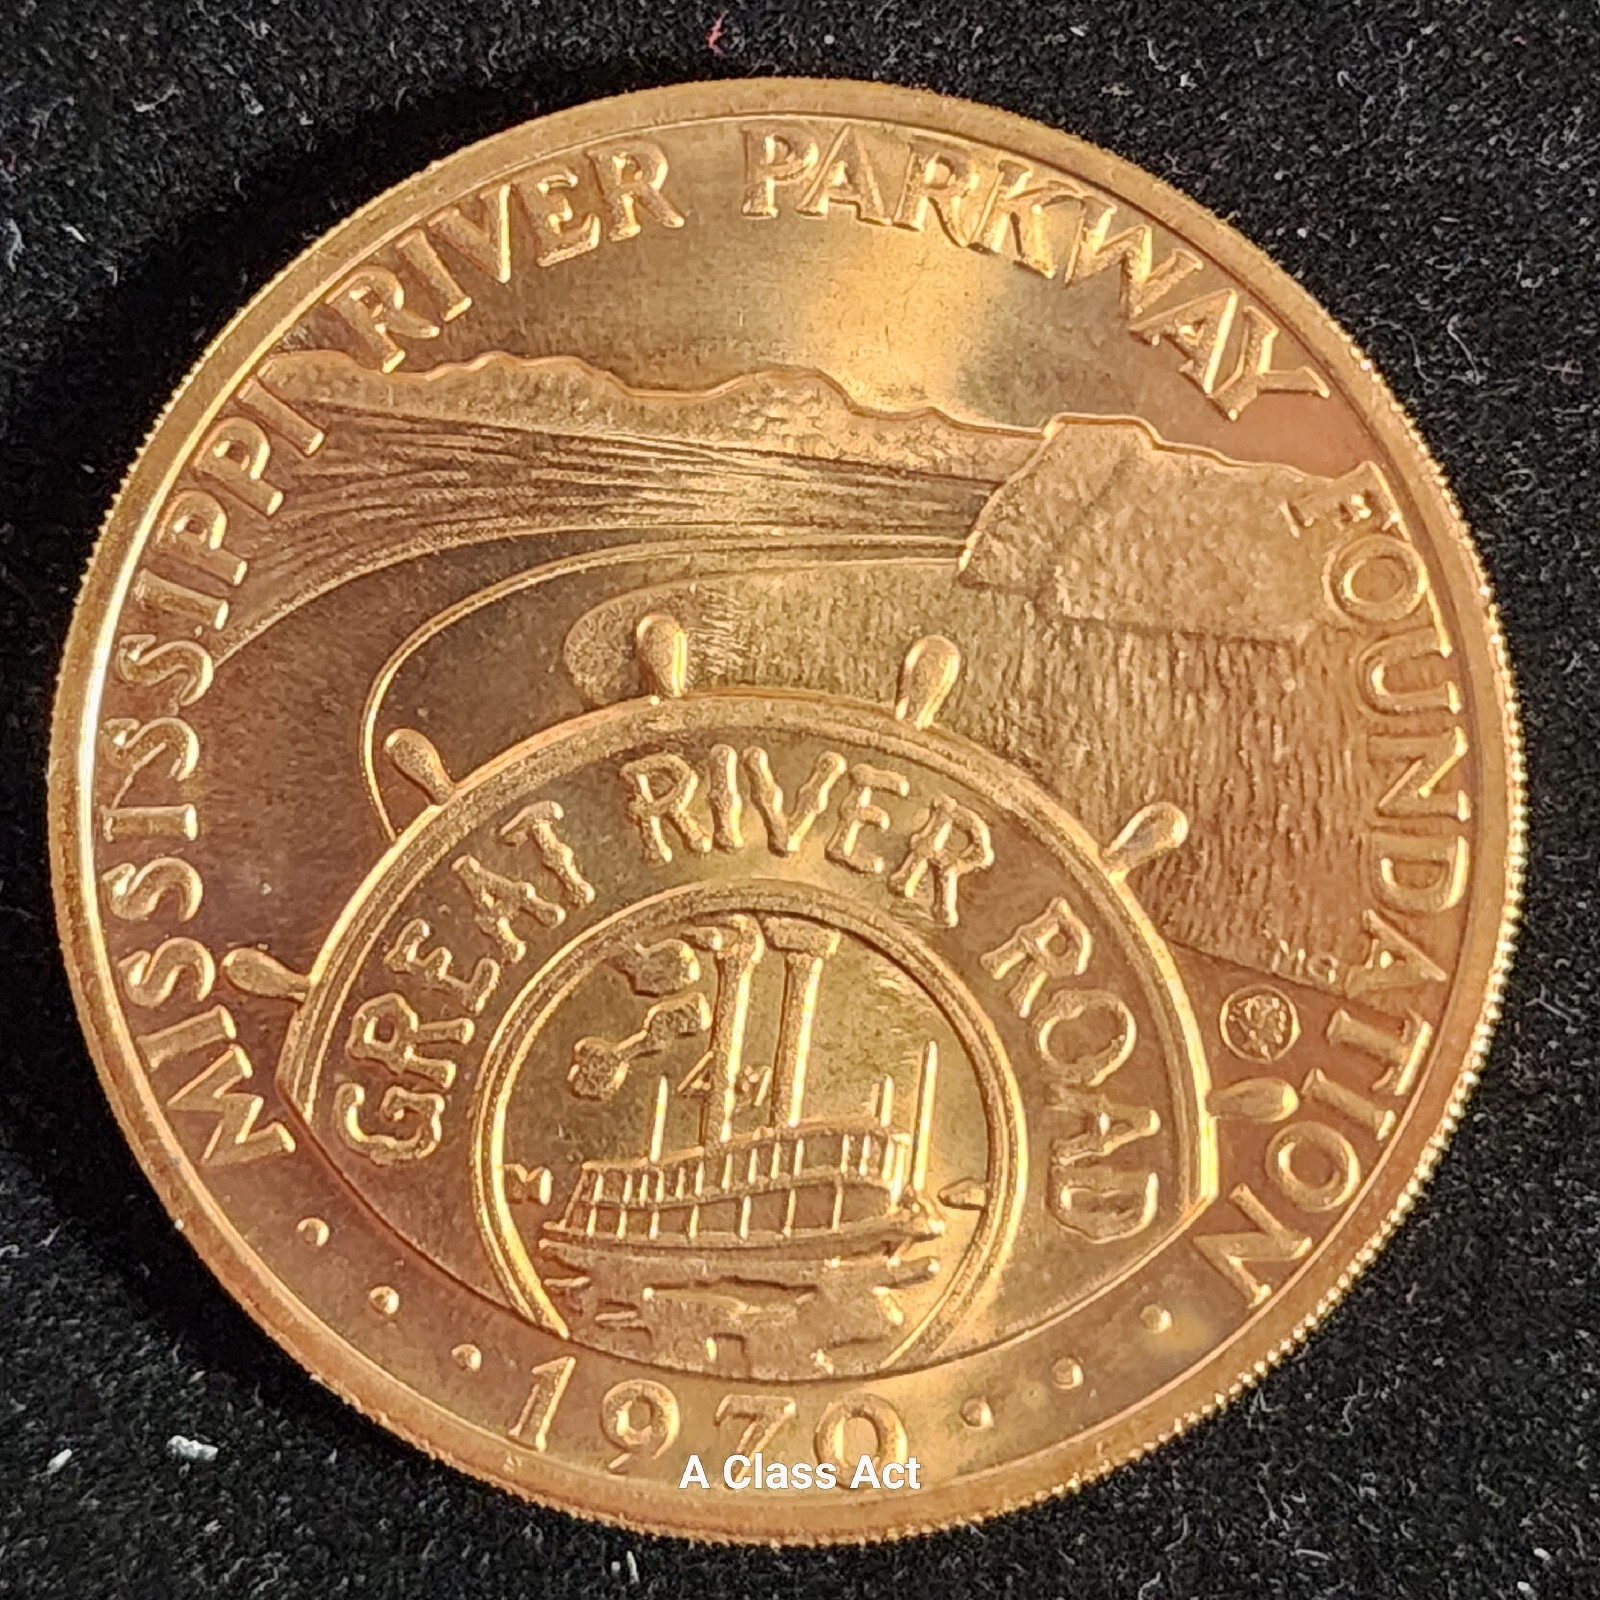 MISSISSIPPI RIVER PARKWAY FOUNDATION
GREAT RIVER ROAD
1970
A Class Act